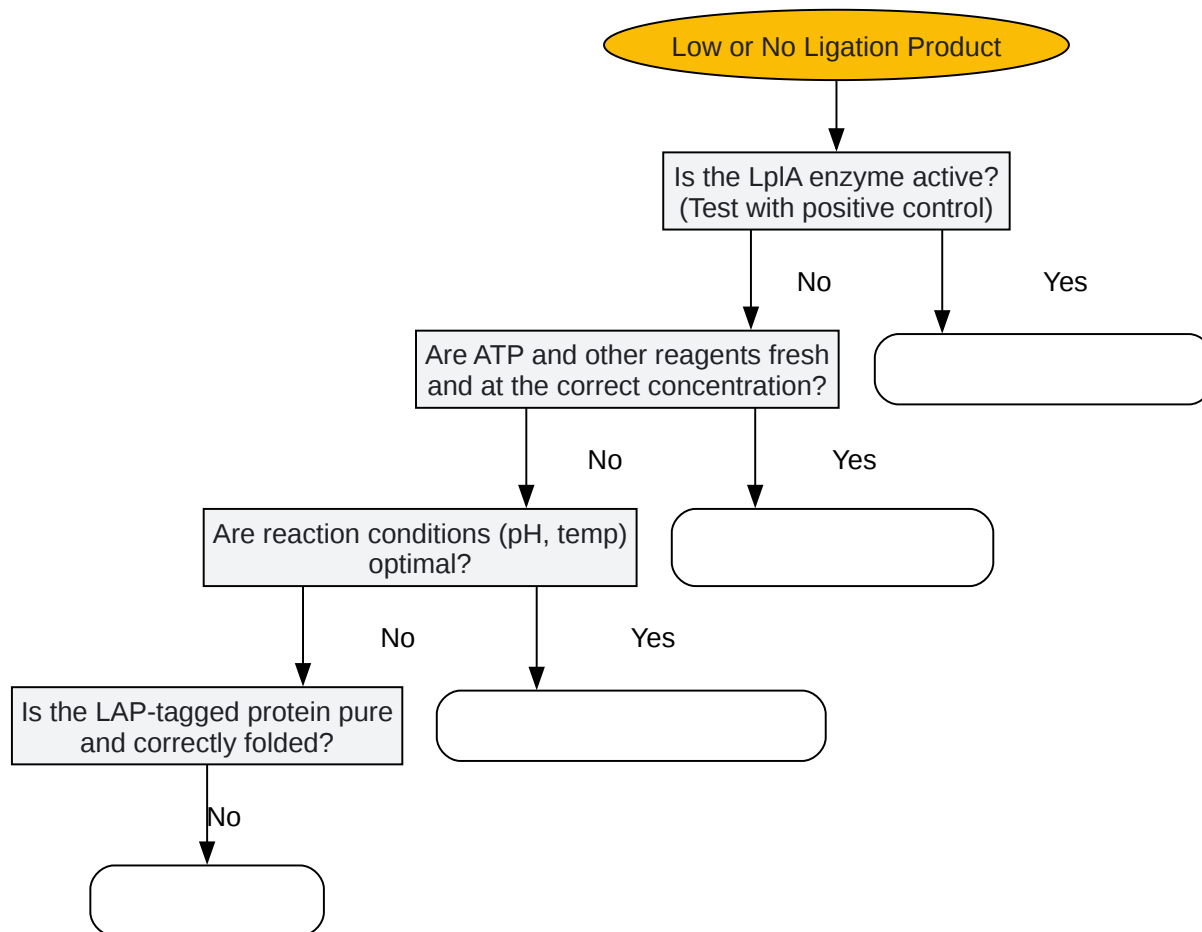 Low or No Ligation Product
Is the LplA enzyme active?
(Test with positive control)
No
Yes
Are ATP and other reagents fresh
and at the correct concentration?
No
Yes
Are reaction conditions (pH, temp)
optimal?
No
Yes
Is the LAP-tagged protein pure
and correctly folded?
No